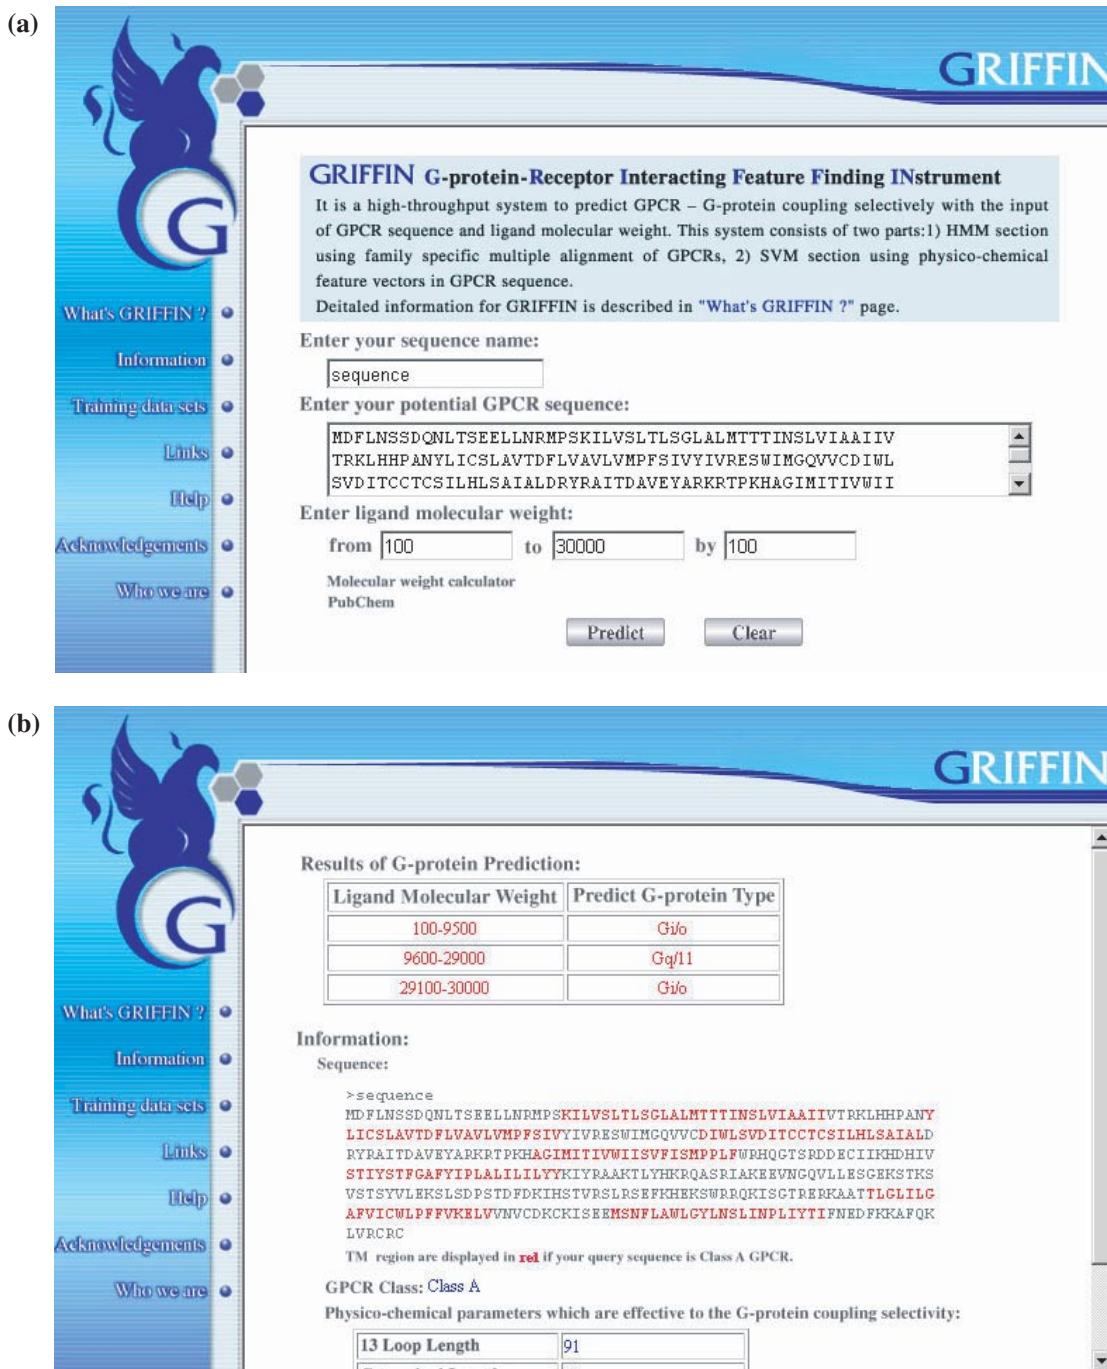 (a)
GRIFFIN
G
GRIFFIN G-protein-Receptor Interacting Feature Finding INstrument
It is a high-throughput system to predict GPCR – G-protein coupling selectively with the input
of GPCR sequence and ligand molecular weight. This system consists of two parts:1) HMM section
using family specific multiple alignment of GPCRs, 2) SVM section using physico-chemical
feature vectors in GPCR sequence.
Deitaled information for GRIFFIN is described in "What's GRIFFIN ?" page.
What's GRIFFIN ?
Information
Training data sets
Links
Help
Acknowledgements
Who we are
Enter your sequence name:
sequence
Enter your potential GPCR sequence:
MDFLNSSDQNLTSEELLNRMPSKILVSLTLSGLALMTTTINSLVIAAIIV
TRKLHHPANYLICSLAVTDFLVAVLVMPFSIVYIVRESWIMGQVVCDIWL
SVDITCCTCSILHLSAIALDRYRAITDAVEYARKRTPKHAGIMITIVWII
Enter ligand molecular weight:
from 100 to 30000 by 100
Molecular weight calculator
PubChem
Predict Clear
(b)
GRIFFIN
G
What's GRIFFIN ?
Information
Training data sets
Links
Help
Acknowledgements
Who we are
Results of G-protein Prediction:
Ligand Molecular Weight Predict G-protein Type
100-9500 Gi/o
9600-29000 Gq/11
29100-30000 Gi/o
Information:
Sequence:
>sequence
MDFLNSSDQNLTSEELLNRMPSKILVSLTLSGLALMTTTINSLVIAAIIVTRKLHHPANY
LICSLAVTDFLVAVLVMPFSIVYIVRESWIMGQVVCDIWLSVDITCCTCSILHLSAIALD
RYRAITDAVEYARKRTPKHAGIMITIVWIISVFISMPPLFWRHQGTSRDDECIIKHDHIV
STIYSTFGAFYIPLALILILYYKIYRAAKTLYHKRQASRIAKEEVNGQVLLESGEKSTKS
VSTSYVLEKSLSDPSTDFDKIHSTVRSLRSEFKHEKSWRRQKISGTRERKAATTLGLILG
AFVICWLPFFVKELVVNVCDKCKISEEMSNFLAWLGYLNSLINPLIYTIFNEDFKKAFQK
LVRCRC
TM region are displayed in red if your query sequence is Class A GPCR.
GPCR Class: Class A
Physico-chemical parameters which are effective to the G-protein coupling selectivity:
I3 Loop Length 91